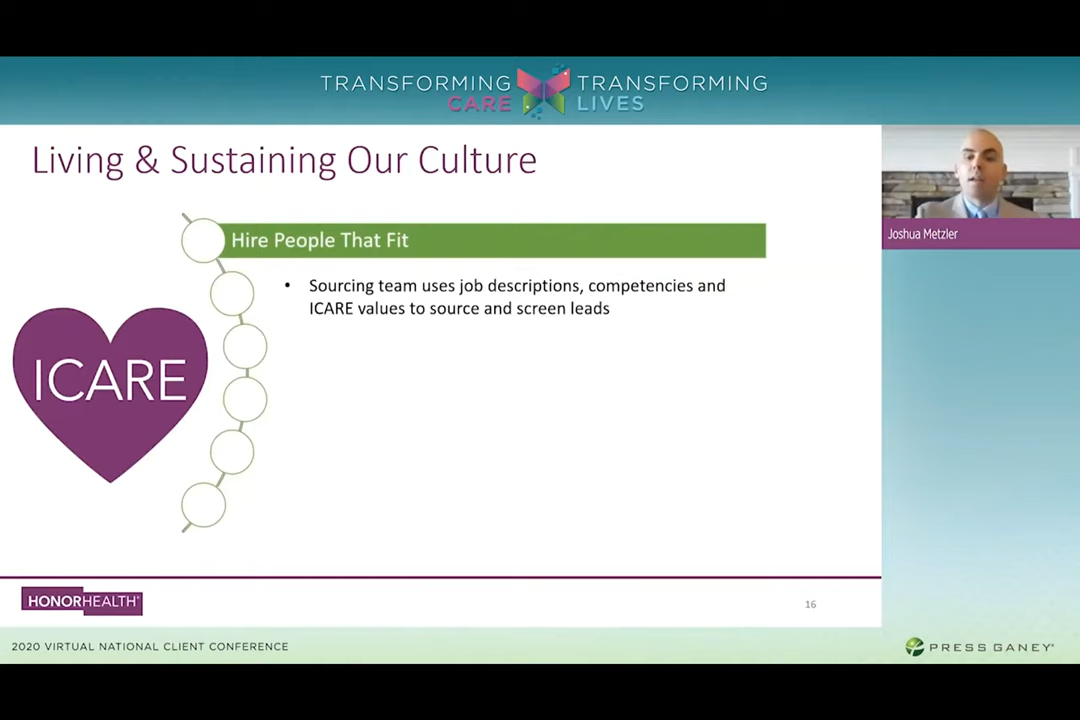 TRANSFORMING TRANSFORMING
CARE LIVES
Living & Sustaining Our Culture
Joshua Metzler
Hire People That Fit
• Sourcing team uses job descriptions, competencies and
ICARE values to source and screen leads
ICARE
HONORHEALTH®
16
2020 VIRTUAL NATIONAL CLIENT CONFERENCE
PRESS GANEY®